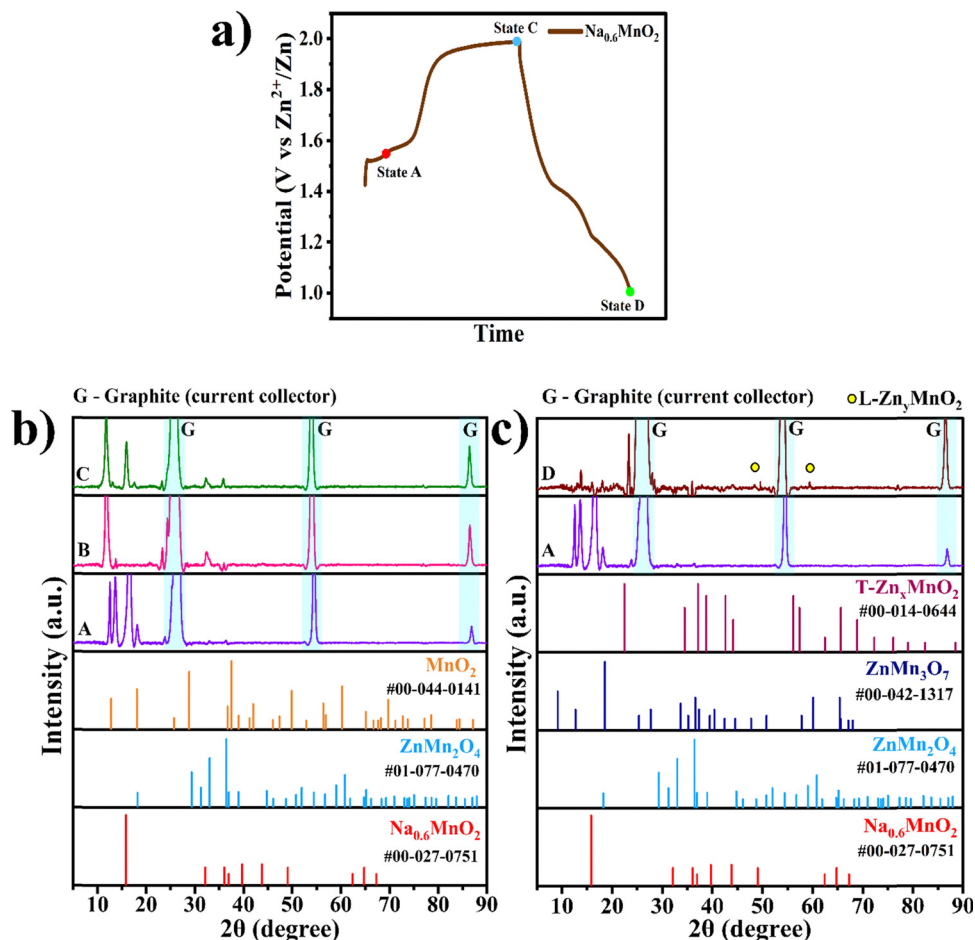 a)
State C
Na0.6MnO2
2.0
1.8
1.6
1.4
1.2
1.0
State A
State D
Potential (V vs Zn2+/Zn)
Time
G - Graphite (current collector)
b)
G
G
G
C
B
A
MnO2
#00-044-0141
ZnMn2O4
#01-077-0470
Na0.6MnO2
#00-027-0751
Intensity (a.u.)
10 20 30 40 50 60 70 80 90
2θ (degree)
G - Graphite (current collector)
L-ZnyMnO2
c)
G
G
G
D
A
T-ZnxMnO2
#00-014-0644
ZnMn3O7
#00-042-1317
ZnMn2O4
#01-077-0470
Na0.6MnO2
#00-027-0751
Intensity (a.u.)
10 20 30 40 50 60 70 80 90
2θ (degree)